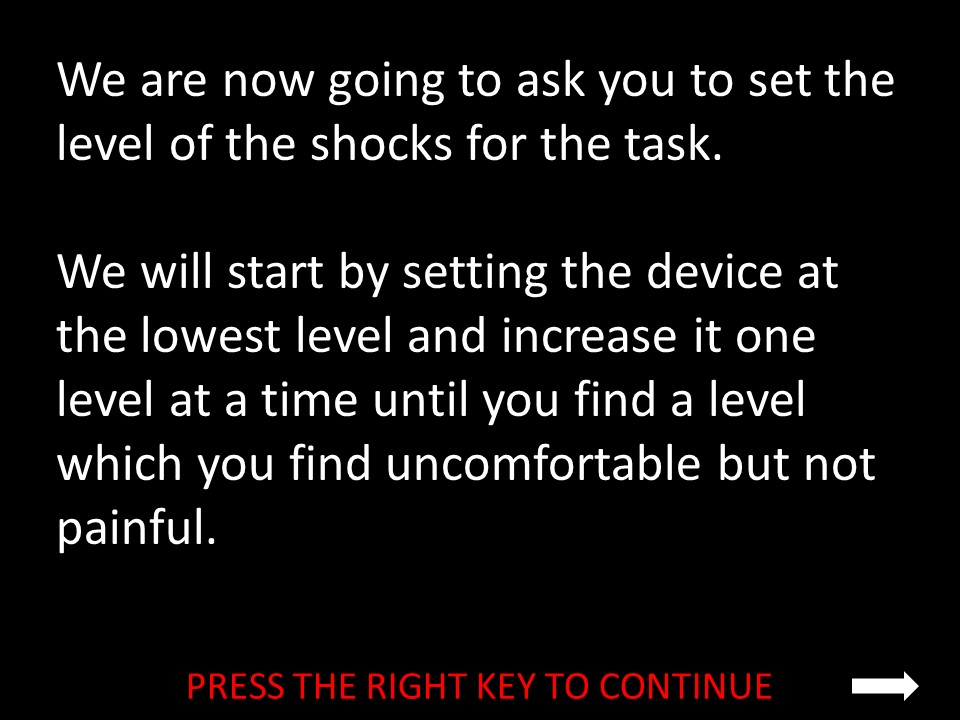 We are now going to ask you to set the
level of the shocks for the task.
We will start by setting the device at
the lowest level and increase it one
level at a time until you find a level
which you find uncomfortable but not
painful.
PRESS THE RIGHT KEY TO CONTINUE